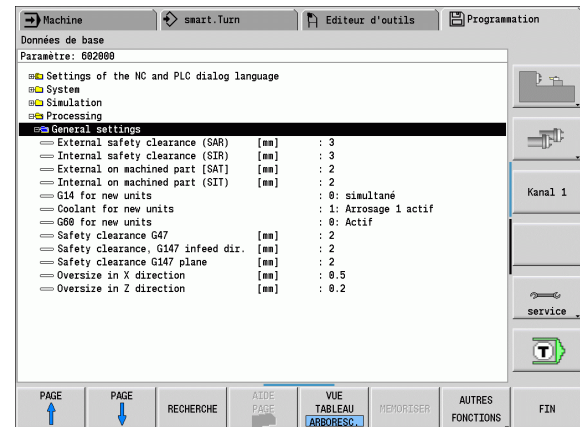 Machine
smart.Turn
Editeur d'outils
Programmation
Données de base
Paramètre: 602000
Settings of the NC and PLC dialog language
System
Simulation
Processing
General settings
External safety clearance (SAR) [mm] : 3
Internal safety clearance (SIR) [mm] : 3
External on machined part [SAT] [mm] : 2
Internal on machined part (SIT) [mm] : 2
G14 for new units : 0: simultané
Coolant for new units : 1: Arrosage 1 actif
G60 for new units : 0: Actif
Safety clearance G47 [mm] : 2
Safety clearance, G147 infeed dir. [mm] : 2
Safety clearance G147 plane [mm] : 2
Oversize in X direction [mm] : 0.5
Oversize in Z direction [mm] : 0.2
Kanal 1
service
T
PAGE
PAGE
RECHERCHE
AIDE
PAGE
VUE
TABLEAU
ARBORESC.
MEMORISER
AUTRES
FONCTIONS
FIN